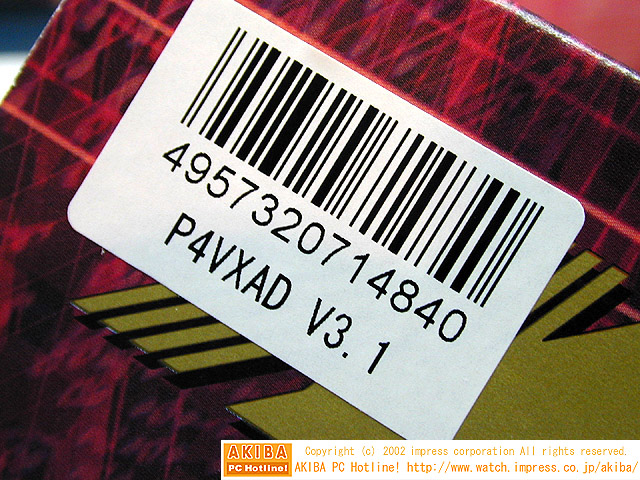 4957320714840
P4VXAD V3.1
AKIBA
PC Hotline!
Copyright (c) 2002 impress corporation All rights reserved.
AKIBA PC Hotline! http://www.watch.impress.co.jp/akiba/